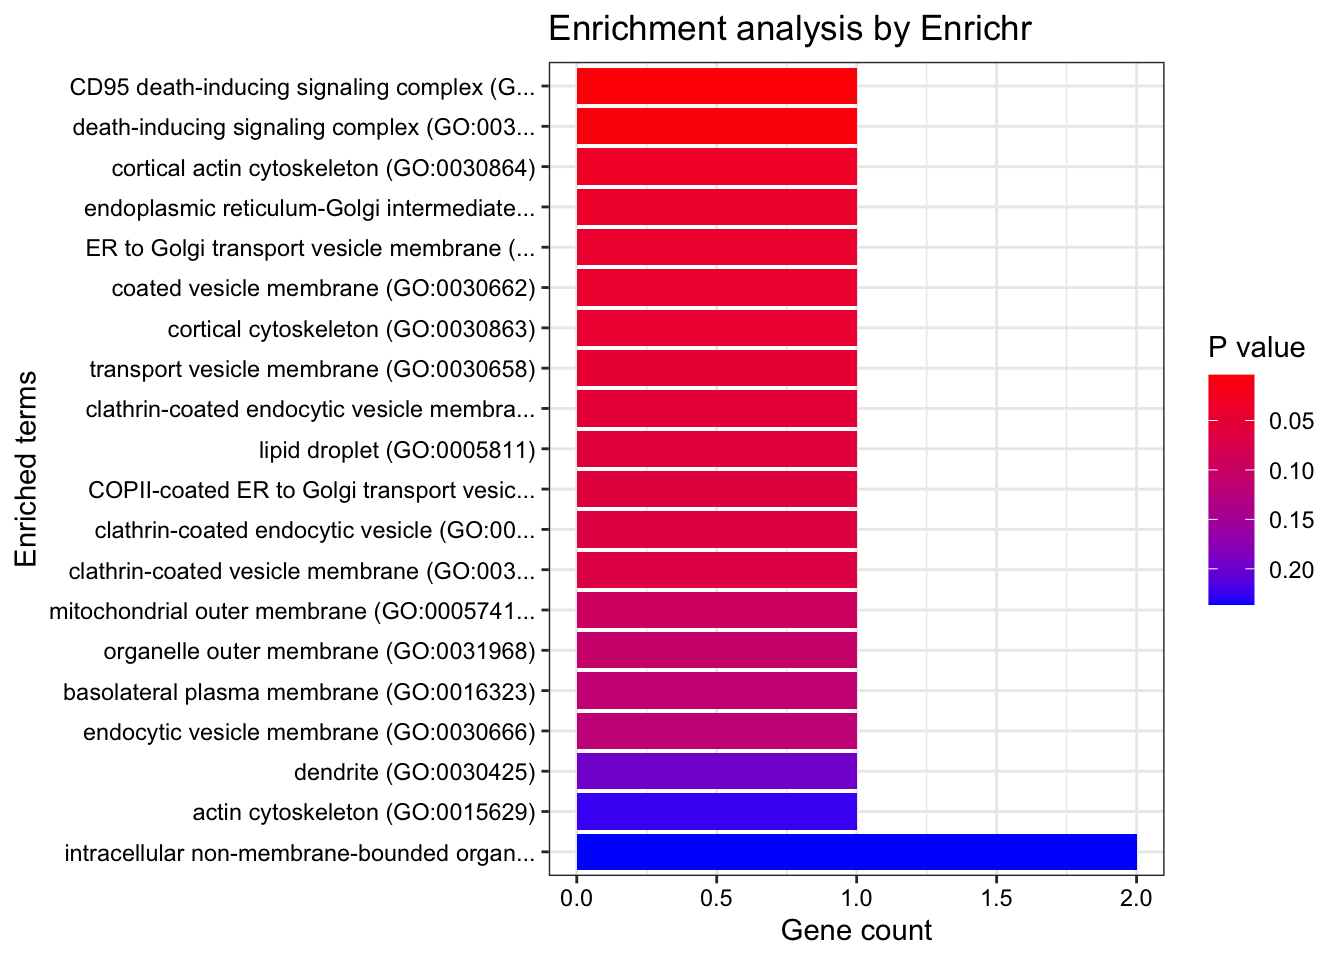 Enrichment analysis by Enrichr
CD95 death-inducing signaling complex (G...
death-inducing signaling complex (GO:003...
cortical actin cytoskeleton (GO:0030864)
endoplasmic reticulum-Golgi intermediate...
ER to Golgi transport vesicle membrane (...
coated vesicle membrane (GO:0030662)
cortical cytoskeleton (GO:0030863)
transport vesicle membrane (GO:0030658)
clathrin-coated endocytic vesicle membra...
lipid droplet (GO:0005811)
COPII-coated ER to Golgi transport vesic...
clathrin-coated endocytic vesicle (GO:00...
clathrin-coated vesicle membrane (GO:003...
mitochondrial outer membrane (GO:0005741...
organelle outer membrane (GO:0031968)
basolateral plasma membrane (GO:0016323)
endocytic vesicle membrane (GO:0030666)
dendrite (GO:0030425)
actin cytoskeleton (GO:0015629)
intracellular non-membrane-bounded organ...
Enriched terms
0.0 0.5 1.0 1.5 2.0
Gene count
P value
0.05
0.10
0.15
0.20